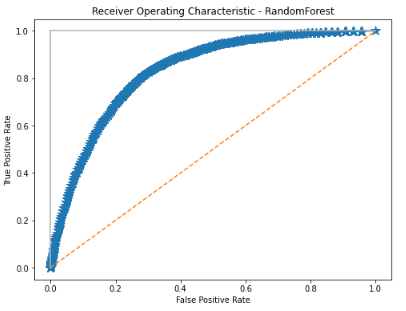 Receiver Operating Characteristic - RandomForest
True Positive Rate
1.0
0.8
0.6
0.4
0.2
0.0
0.0 0.2 0.4 0.6 0.8 1.0
False Positive Rate